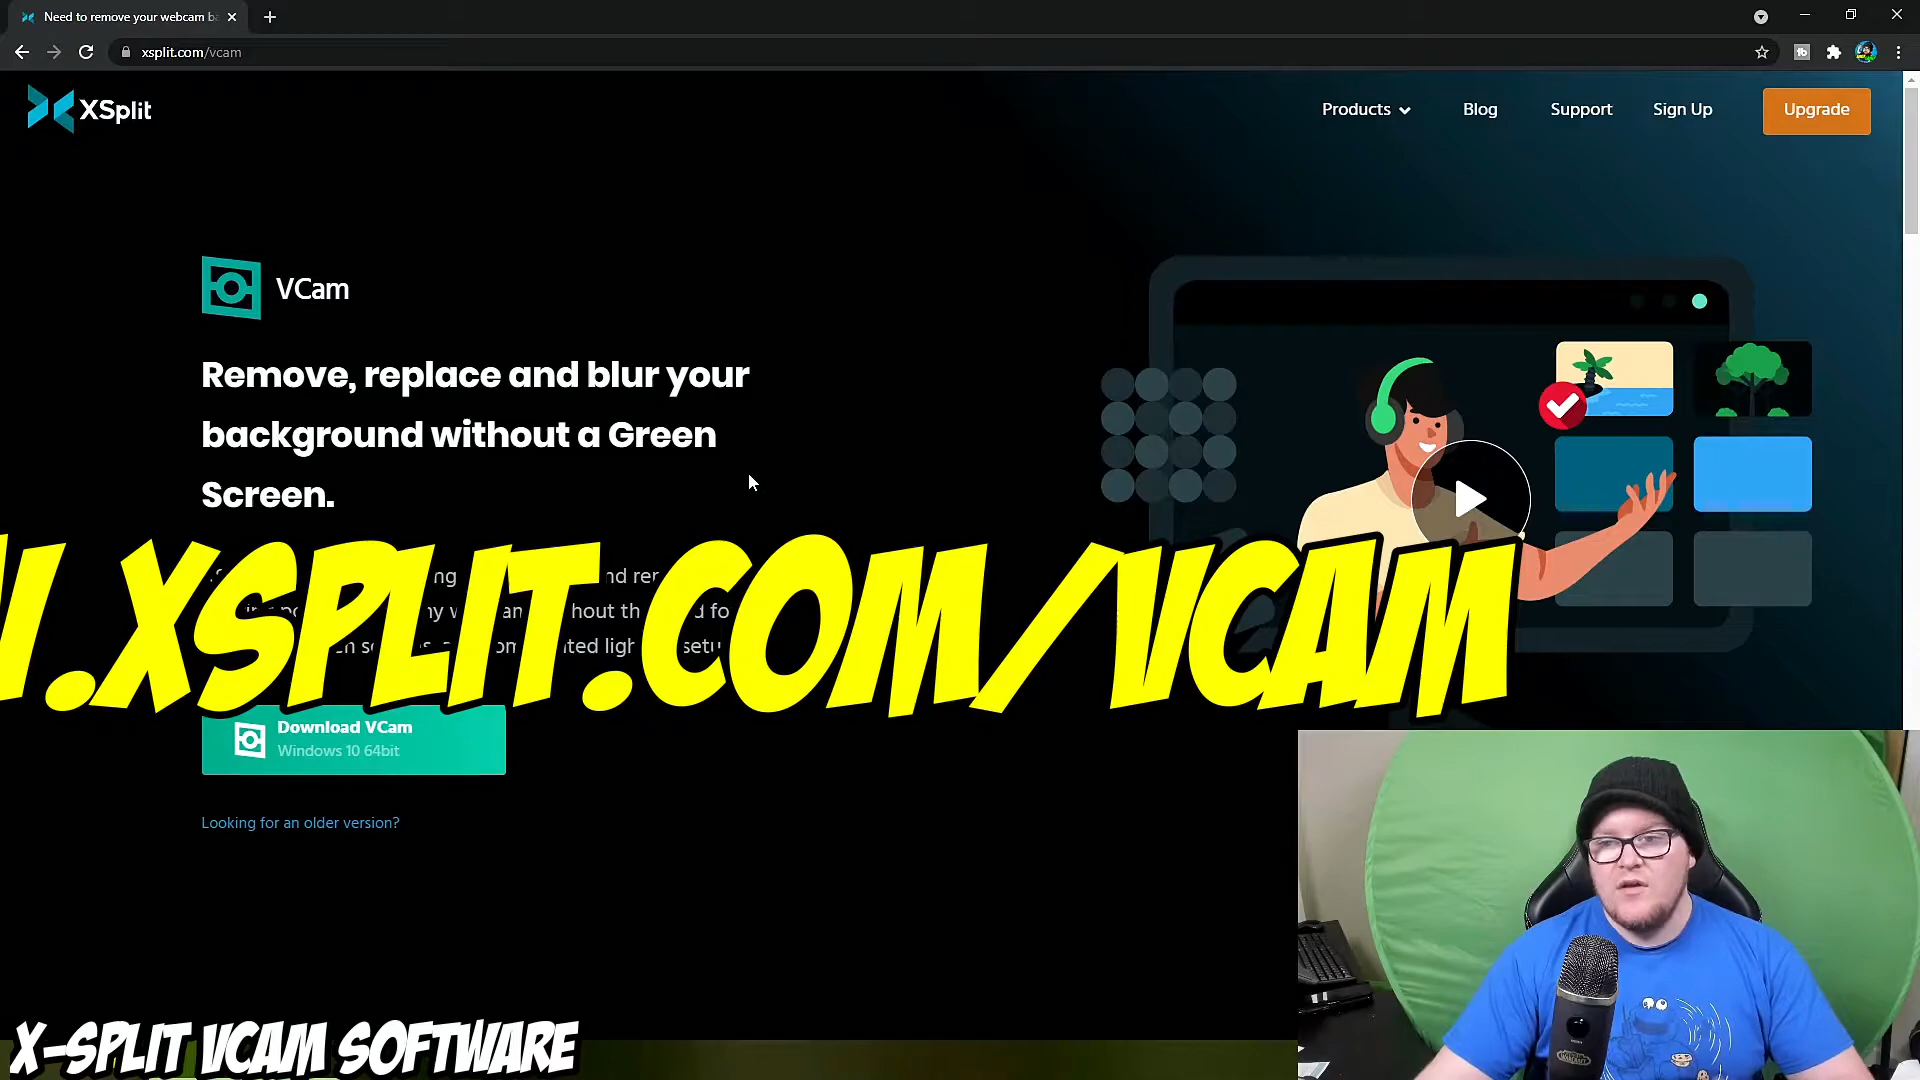 Need to remove your webcam ba
xsplit.com/vcam
XSplit
Products
Blog
Support
Sign Up
Upgrade
VCam
Remove, replace and blur your
background without a Green
Screen.
.XSPLIT.COM/VCAM
Download VCam
Windows 10 64bit
Looking for an older version?
X-SPLIT VCAM SOFTWARE